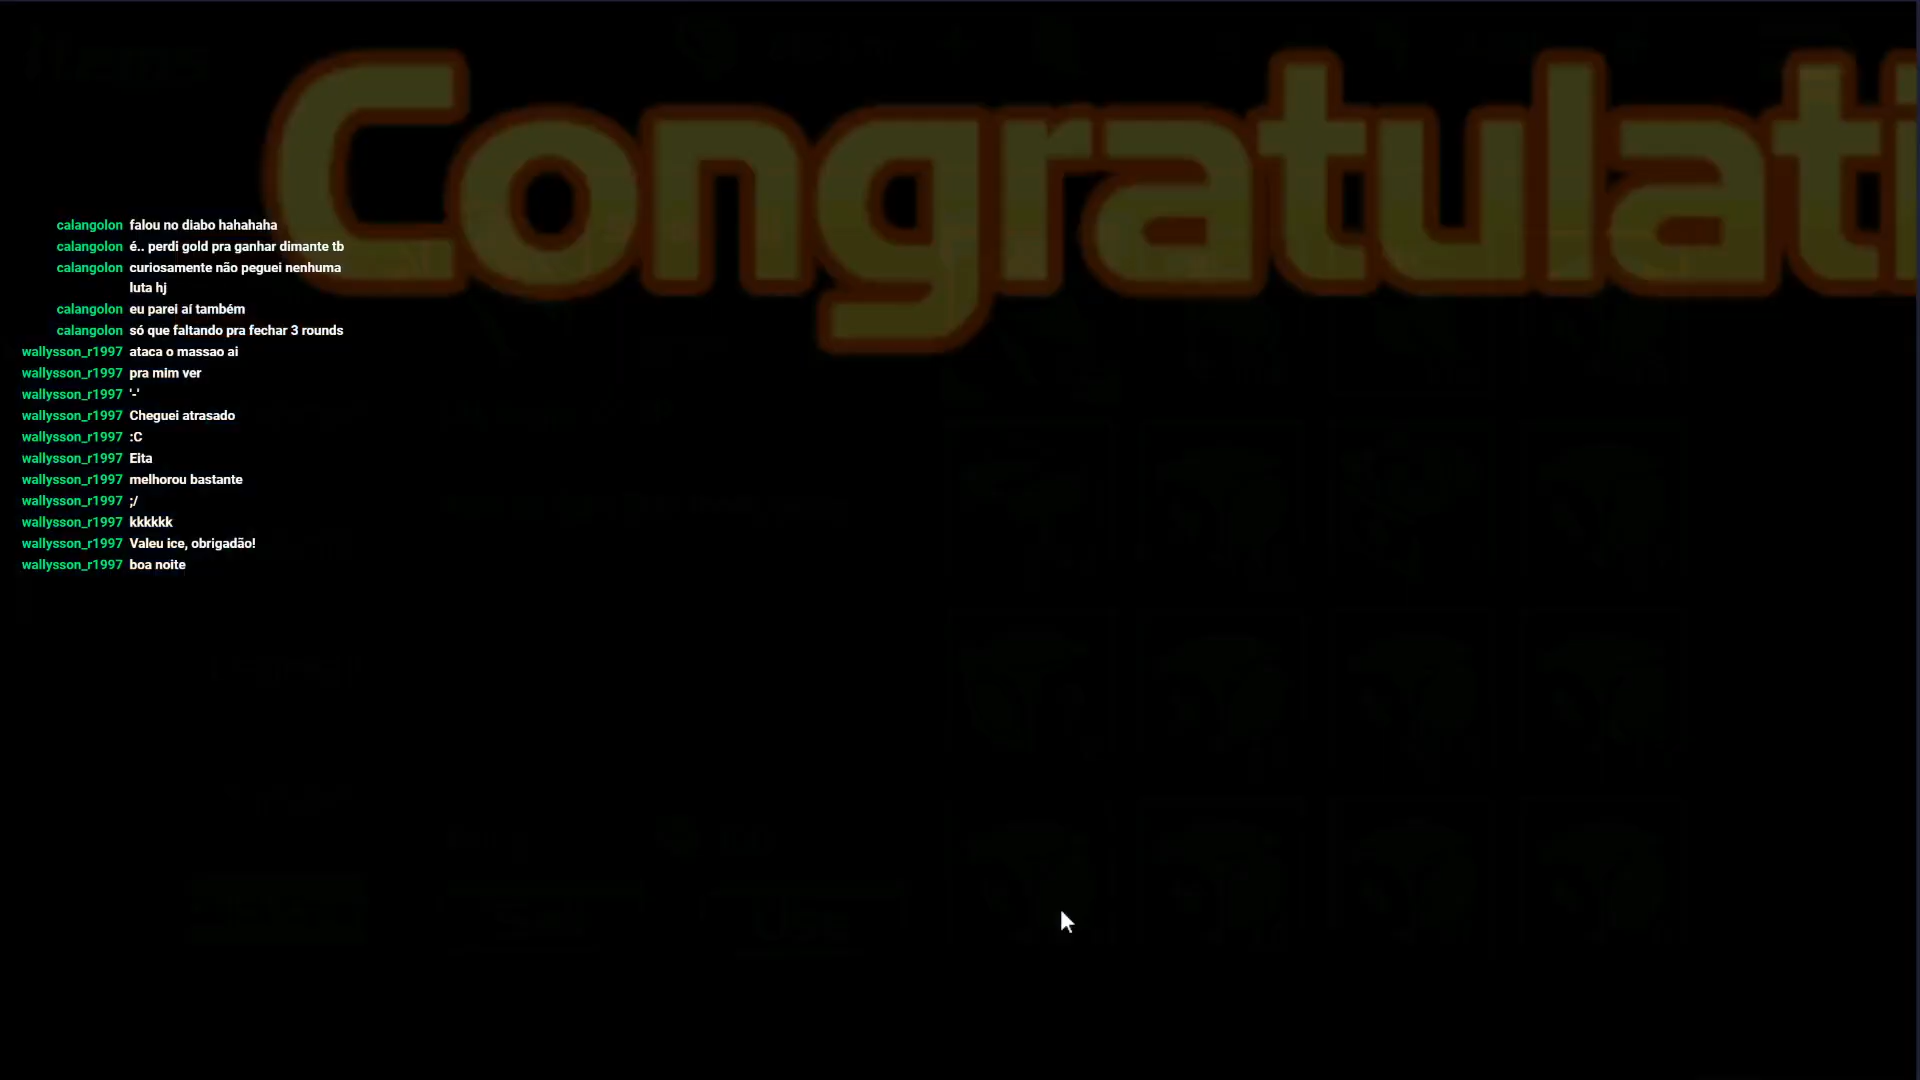 Congratulati
calangolon falou no diabo hahahaha
calangolon é.. perdi gold pra ganhar dimante tb
calangolon curiosamente não peguei nenhuma
luta hj
calangolon eu parei aí também
calangolon só que faltando pra fechar 3 rounds
wallysson_r1997 ataca o massao ai
wallysson_r1997 pra mim ver
wallysson_r1997 '-'
wallysson_r1997 Cheguei atrasado
wallysson_r1997 :C
wallysson_r1997 Eita
wallysson_r1997 melhorou bastante
wallysson_r1997 ;/
wallysson_r1997 kkkkkk
wallysson_r1997 Valeu ice, obrigadão!
wallysson_r1997 boa noite